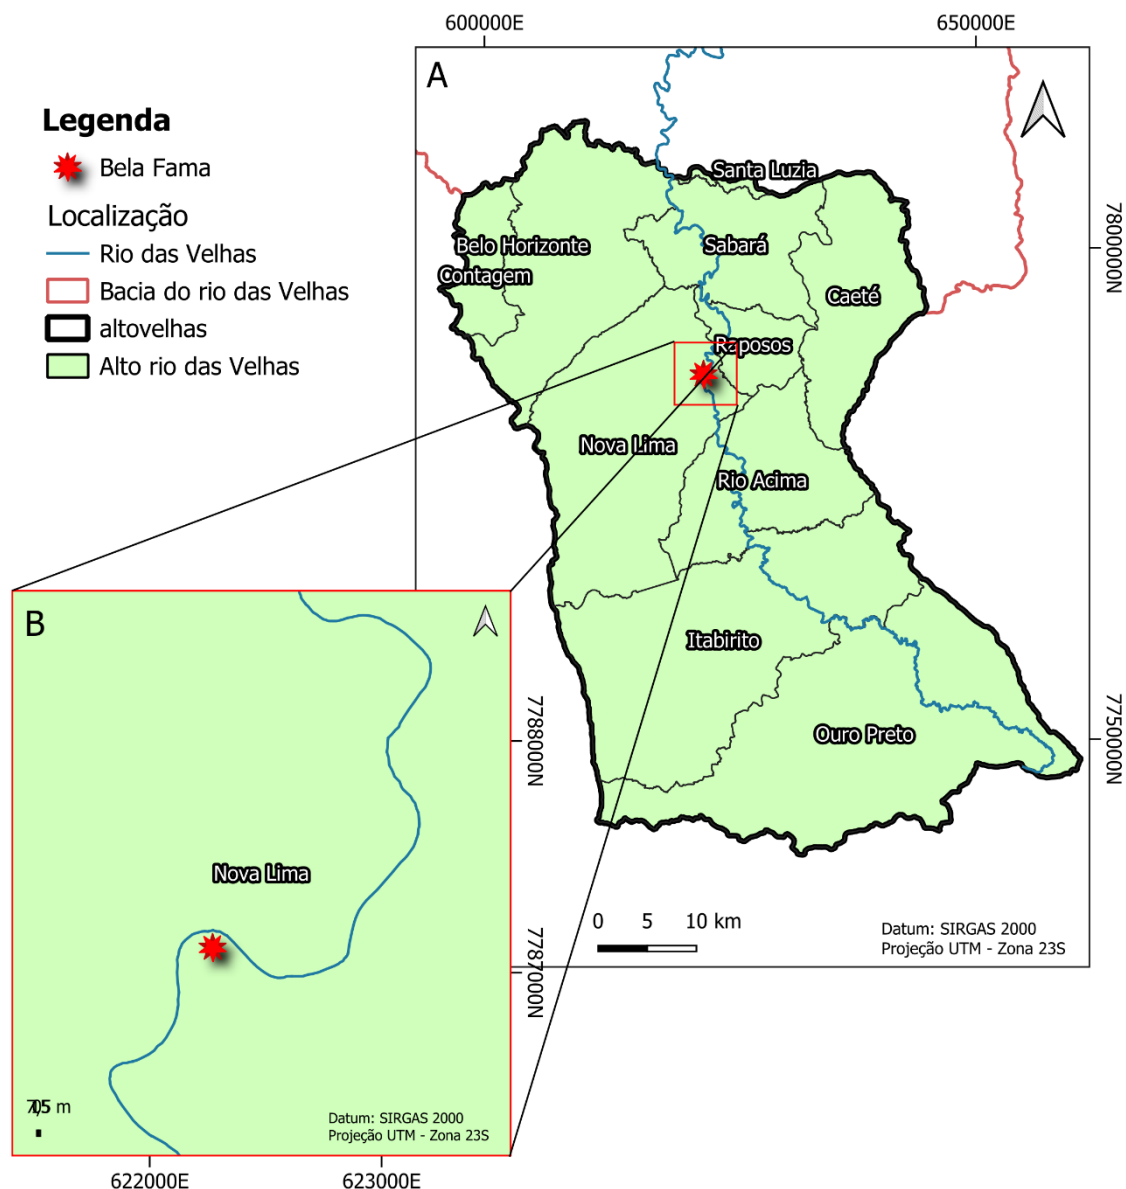 600000E
650000E
A
Legenda
Bela Fama
Localização
Rio das Velhas
Bacia do rio das Velhas
altovelhas
Alto rio das Velhas
Santa Luzia
Belo Horizonte
Sabará
Contagem
Caeté
7800000N
Raposos
Nova Lima
Rio Acima
Itabirito
Ouro Preto
7750000N
0 5 10 km
Datum: SIRGAS 2000
Projeção UTM - Zona 23S
B
7788000N
Nova Lima
7787000N
m
Datum: SIRGAS 2000
Projeção UTM - Zona 23S
622000E
623000E